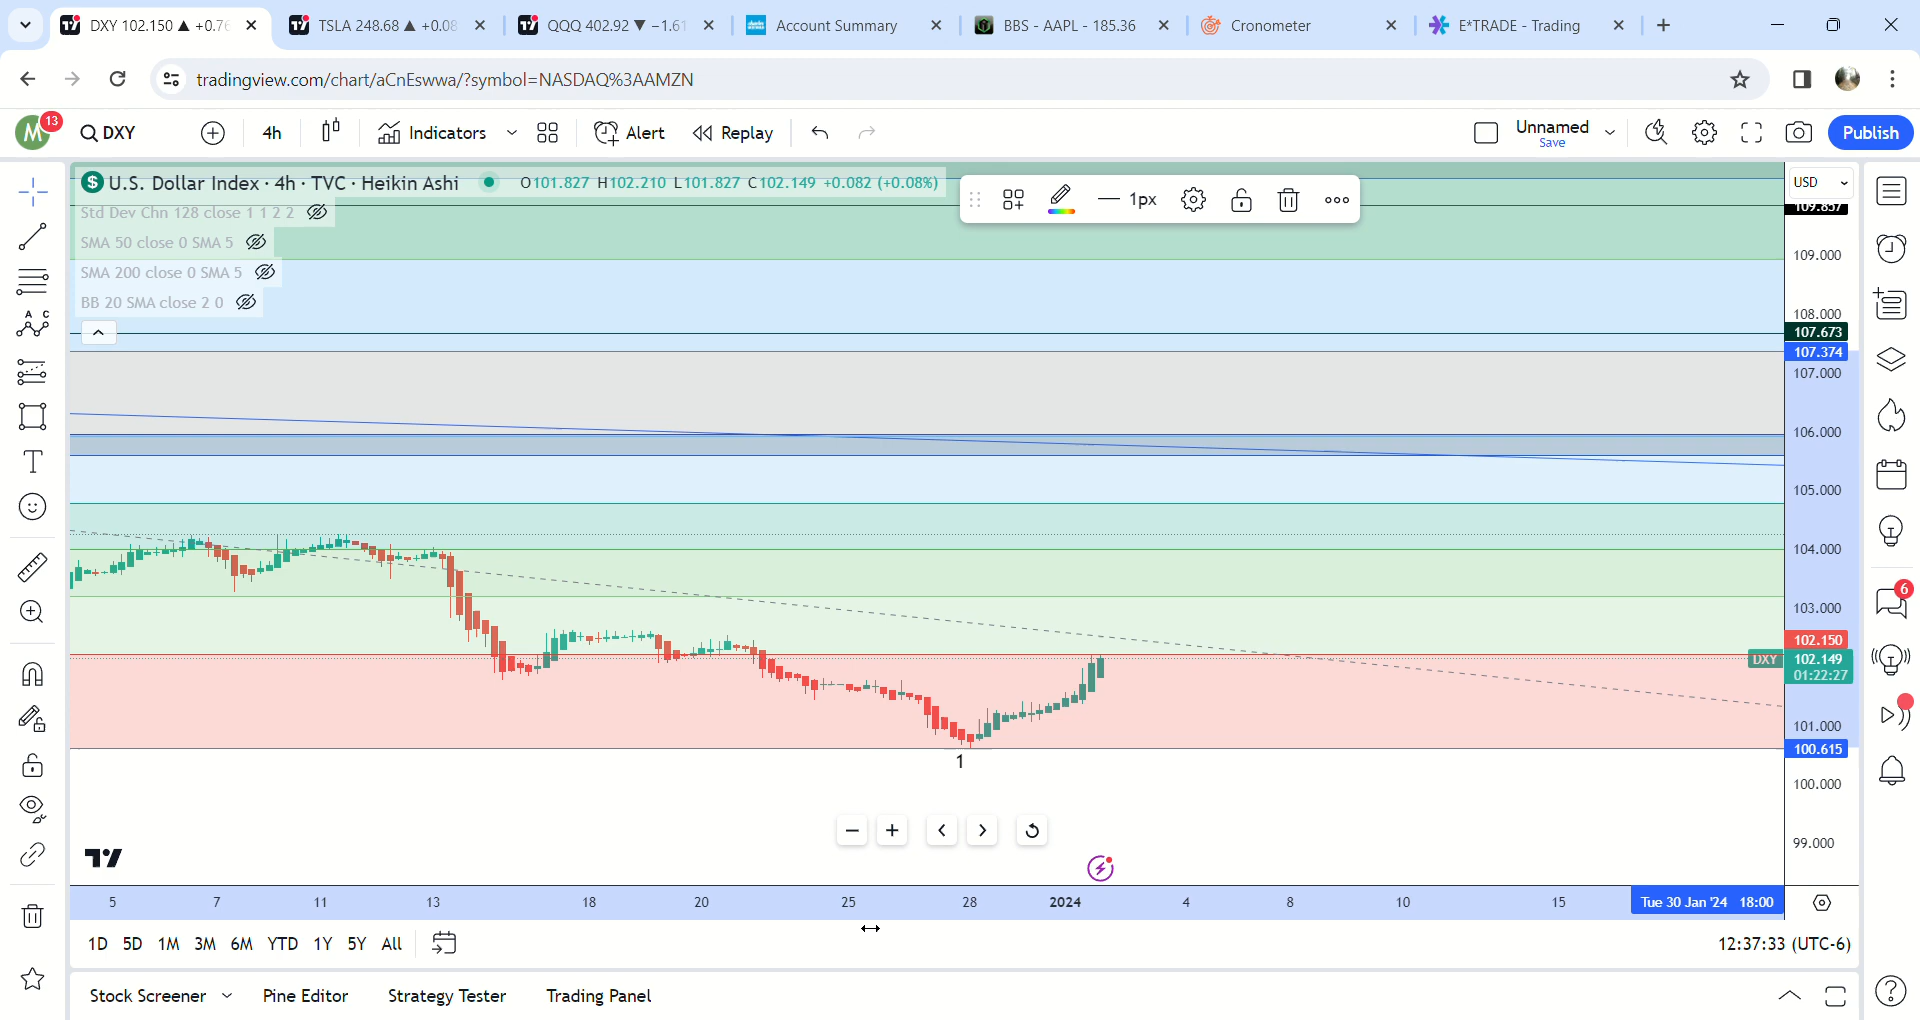 DXY 102.150 ▲ +0.76
TSLA 248.68 ▲ +0.08
QQQ 402.92 ▼ −1.61
Account Summary
BBS - AAPL - 185.36
Cronometer
E*TRADE - Trading
tradingview.com/chart/aCnEswwa/?symbol=NASDAQ%3AAMZN
M 13
DXY
4h
Indicators
Alert
Replay
Unnamed
Save
Publish
U.S. Dollar Index · 4h · TVC · Heikin Ashi
O101.827 H102.210 L101.827 C102.149 +0.082 (+0.08%)
Std Dev Chn 128 close 1 1 2 2
SMA 50 close 0 SMA 5
SMA 200 close 0 SMA 5
BB 20 SMA close 2 0
1px
USD
109.857
109.000
108.000
107.673
107.374
107.000
106.000
105.000
104.000
103.000
102.150
DXY 102.149
01:22:27
101.000
100.615
100.000
99.000
1
6
5 7 11 13 18 20 25 28 2024 4 8 10 15 Tue 30 Jan '24 18:00
1D 5D 1M 3M 6M YTD 1Y 5Y All
12:37:33 (UTC-6)
Stock Screener
Pine Editor
Strategy Tester
Trading Panel